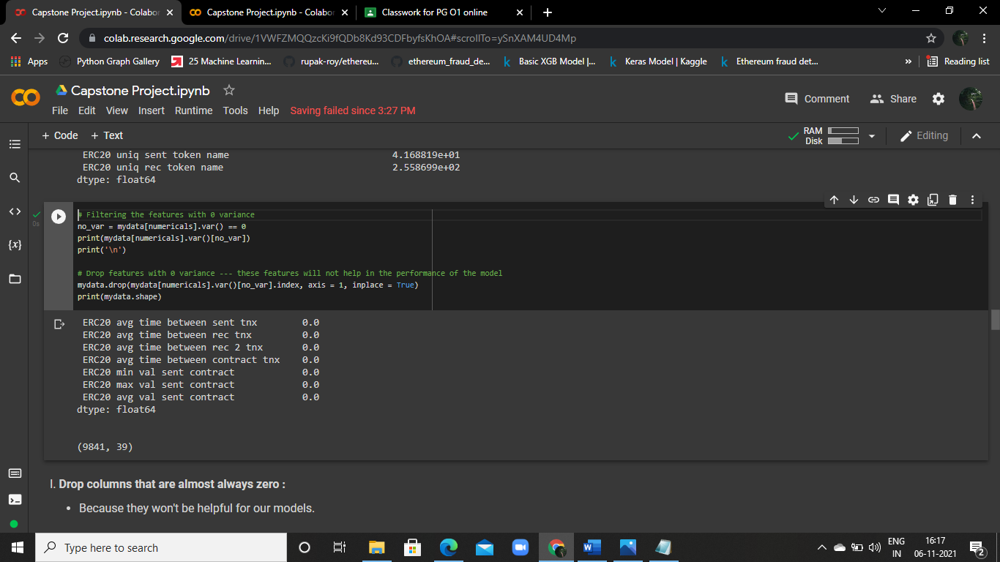 Capstone Project.ipynb - Colabor
Capstone Project.ipynb - Colabor
Classwork for PG O1 online
colab.research.google.com/drive/1VWFZMQQzcKi9fQDb8Kd93CDFbyfsKhOA#scrollTo=ySnXAM4UD4Mp
Apps
Python Graph Gallery
25 Machine Learnin...
rupak-roy/ethereu...
ethereum_fraud_de...
Basic XGB Model |...
Keras Model | Kaggle
Ethereum fraud det...
»
Reading list
Capstone Project.ipynb
Comment
Share
File Edit View Insert Runtime Tools Help Saving failed since 3:27 PM
+ Code + Text
RAM
Disk
Editing
ERC20 uniq sent token name 4.168819e+01
ERC20 uniq rec token name 2.558699e+02
dtype: float64
0s
# Filtering the features with 0 variance
no_var = mydata[numericals].var() == 0
print(mydata[numericals].var()[no_var])
print('\n')
# Drop features with 0 variance --- these features will not help in the performance of the model
mydata.drop(mydata[numericals].var()[no_var].index, axis = 1, inplace = True)
print(mydata.shape)
ERC20 avg time between sent tnx 0.0
ERC20 avg time between rec tnx 0.0
ERC20 avg time between rec 2 tnx 0.0
ERC20 avg time between contract tnx 0.0
ERC20 min val sent contract 0.0
ERC20 max val sent contract 0.0
ERC20 avg val sent contract 0.0
dtype: float64
(9841, 39)
I. Drop columns that are almost always zero :
• Because they won't be helpful for our models.
Type here to search
ENG
IN
16:17
06-11-2021
2